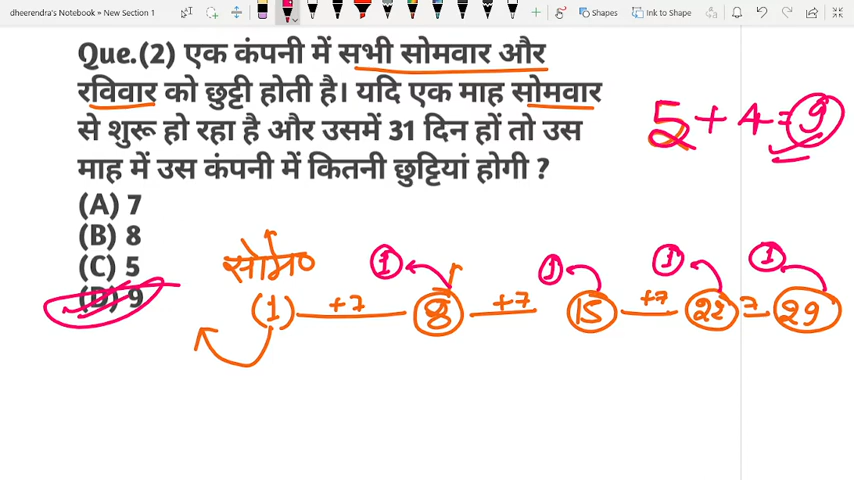 dheerendra's Notebook » New Section 1
Shapes
Ink to Shape
Que.(2) एक कंपनी में सभी सोमवार और
रविवार को छुट्टी होती है। यदि एक माह सोमवार
से शुरू हो रहा है और उसमें 31 दिन हों तो उस
माह में उस कंपनी में कितनी छुट्टियां होगी ?
5 + 4 = 9
(A) 7
(B) 8
(C) 5
(D) 9
सोम०
1 1 1 1
(1) +7 8 +7 15 +7 22 7 29